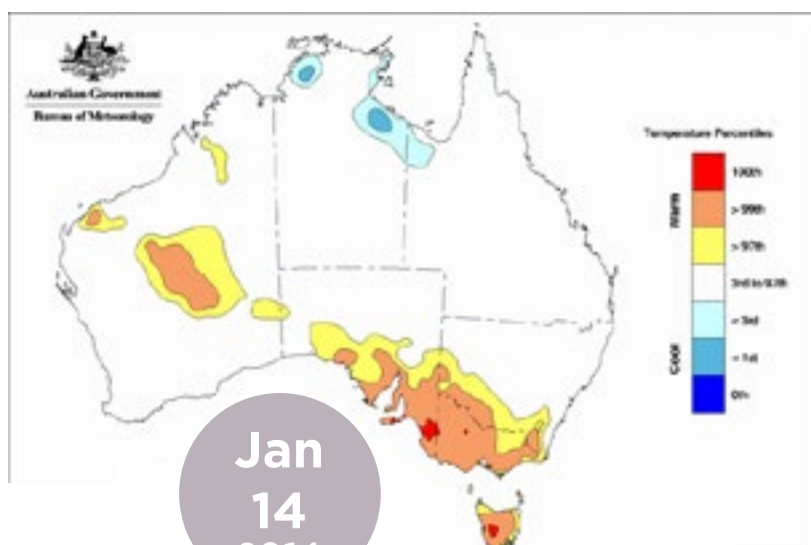 Australian Government
Bureau of Meteorology
Temperature Percentiles
Warm
100th
> 99th
> 97th
3rd to 97th
< 3rd
< 1st
0th
Cool
Jan
14
2014